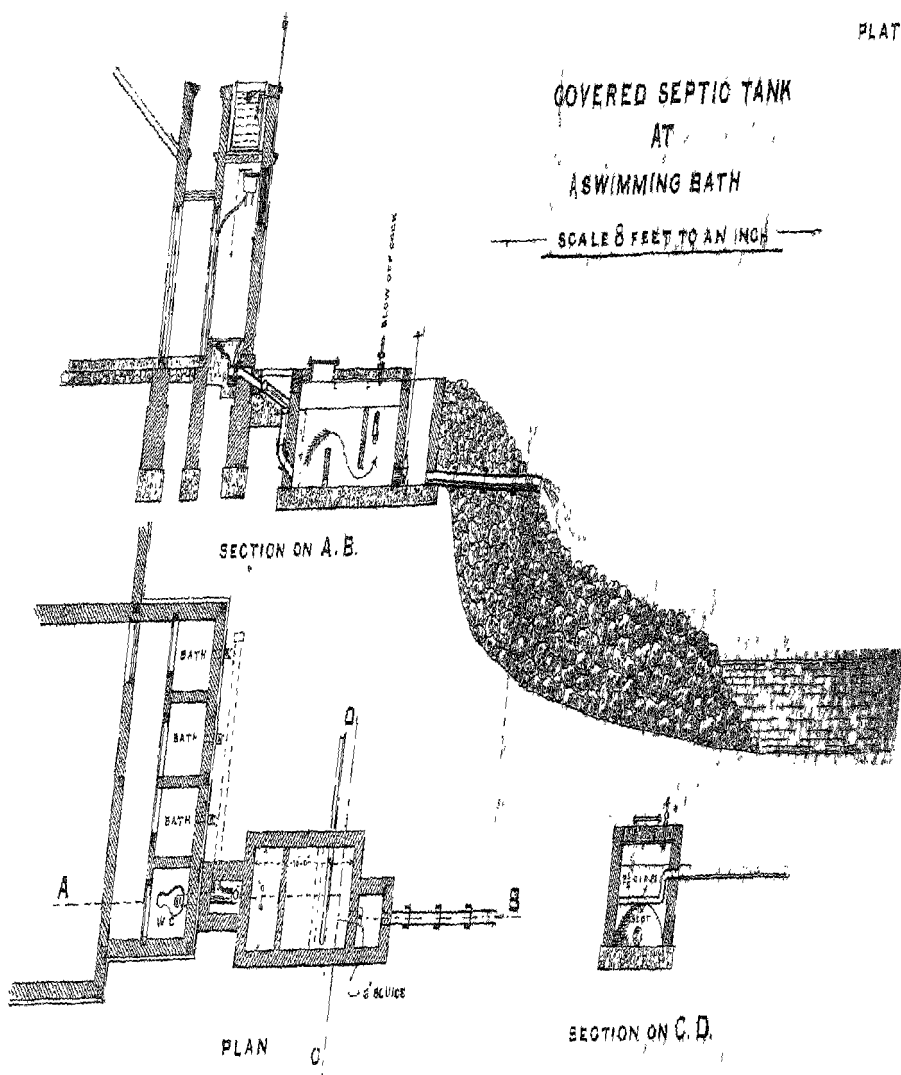 PLAT
COVERED SEPTIC TANK
AT
A SWIMMING BATH
SCALE 8 FEET TO AN INCH
BLOW OFF COCK
SECTION ON A.B.
BATH
BATH
BATH
D
A
W C
B
SLUICE
PLAN
C.
SECTION ON C.D.